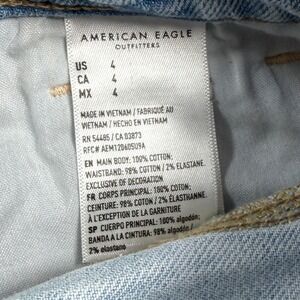 AMERICAN EAGLE
OUTFITTERS
US 4
CA 4
MX 4
MADE IN VIETNAM / FABRIQUÉ AU
VIETNAM / HECHO EN VIETNAM
RN 54485 / CA 03873
RFC# AEM120405U9A
EN MAIN BODY: 100% COTTON;
WAISTBAND: 98% COTTON / 2% ELASTANE.
EXCLUSIVE OF DECORATION
FR CORPS PRINCIPAL: 100% COTON;
CEINTURE: 98% COTON / 2% ÉLASTHANNE.
À L'EXCEPTION DE LA GARNITURE
SP CUERPO PRINCIPAL: 100% algodón;
BANDA A LA CINTURA: 98% algodón /
2% elastano